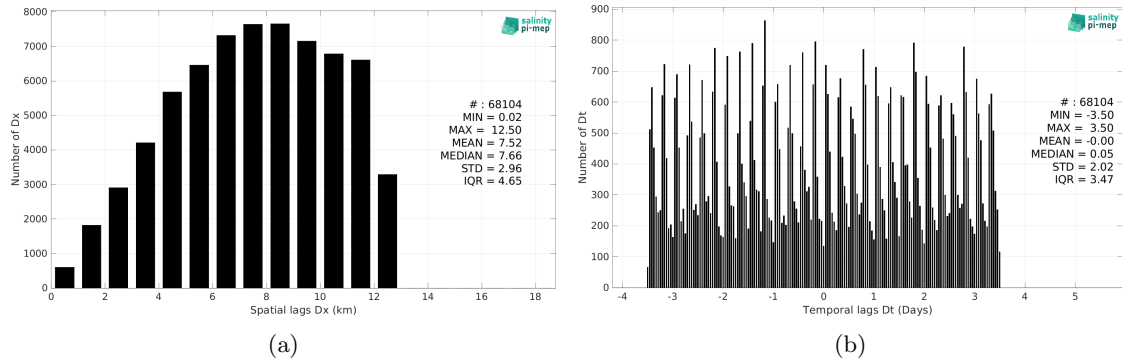 8000
7000
6000
5000
4000
3000
2000
1000
0
Number of Dx
0 2 4 6 8 10 12 14 16 18
Spatial lags Dx (km)
salinity
pi-mep
# : 68104
MIN = 0.02
MAX = 12.50
MEAN = 7.52
MEDIAN = 7.66
STD = 2.96
IQR = 4.65
(a)
900
800
700
600
500
400
300
200
100
0
Number of Dt
-4 -3 -2 -1 0 1 2 3 4 5
Temporal lags Dt (Days)
salinity
pi-mep
# : 68104
MIN = -3.50
MAX = 3.50
MEAN = -0.00
MEDIAN = 0.05
STD = 2.02
IQR = 3.47
(b)